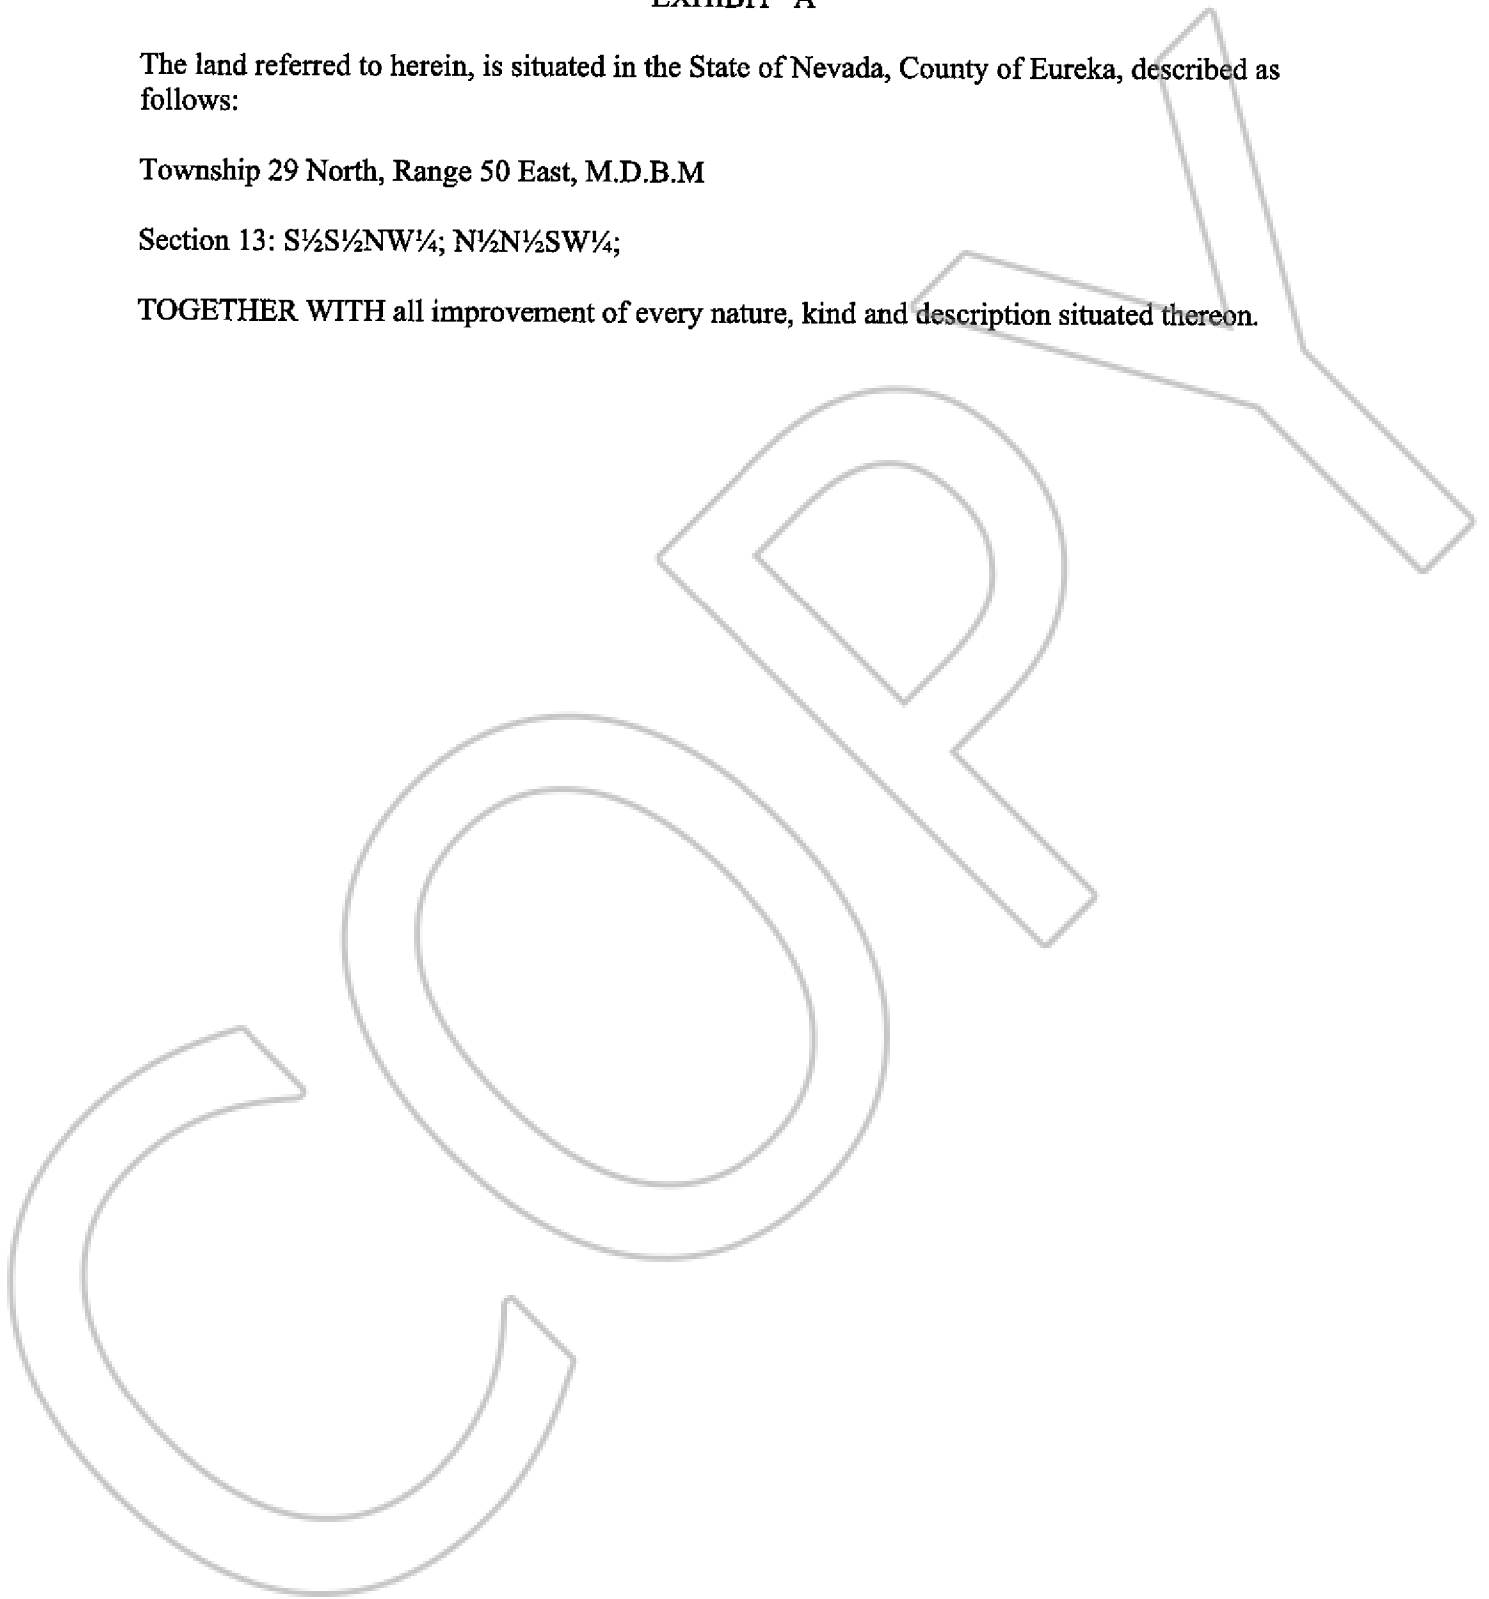 EXHIBIT "A"
The land referred to herein, is situated in the State of Nevada, County of Eureka, described as
follows:
Township 29 North, Range 50 East, M.D.B.M
Section 13: S½S½NW¼; N½N½SW¼;
TOGETHER WITH all improvement of every nature, kind and description situated thereon.
COPY